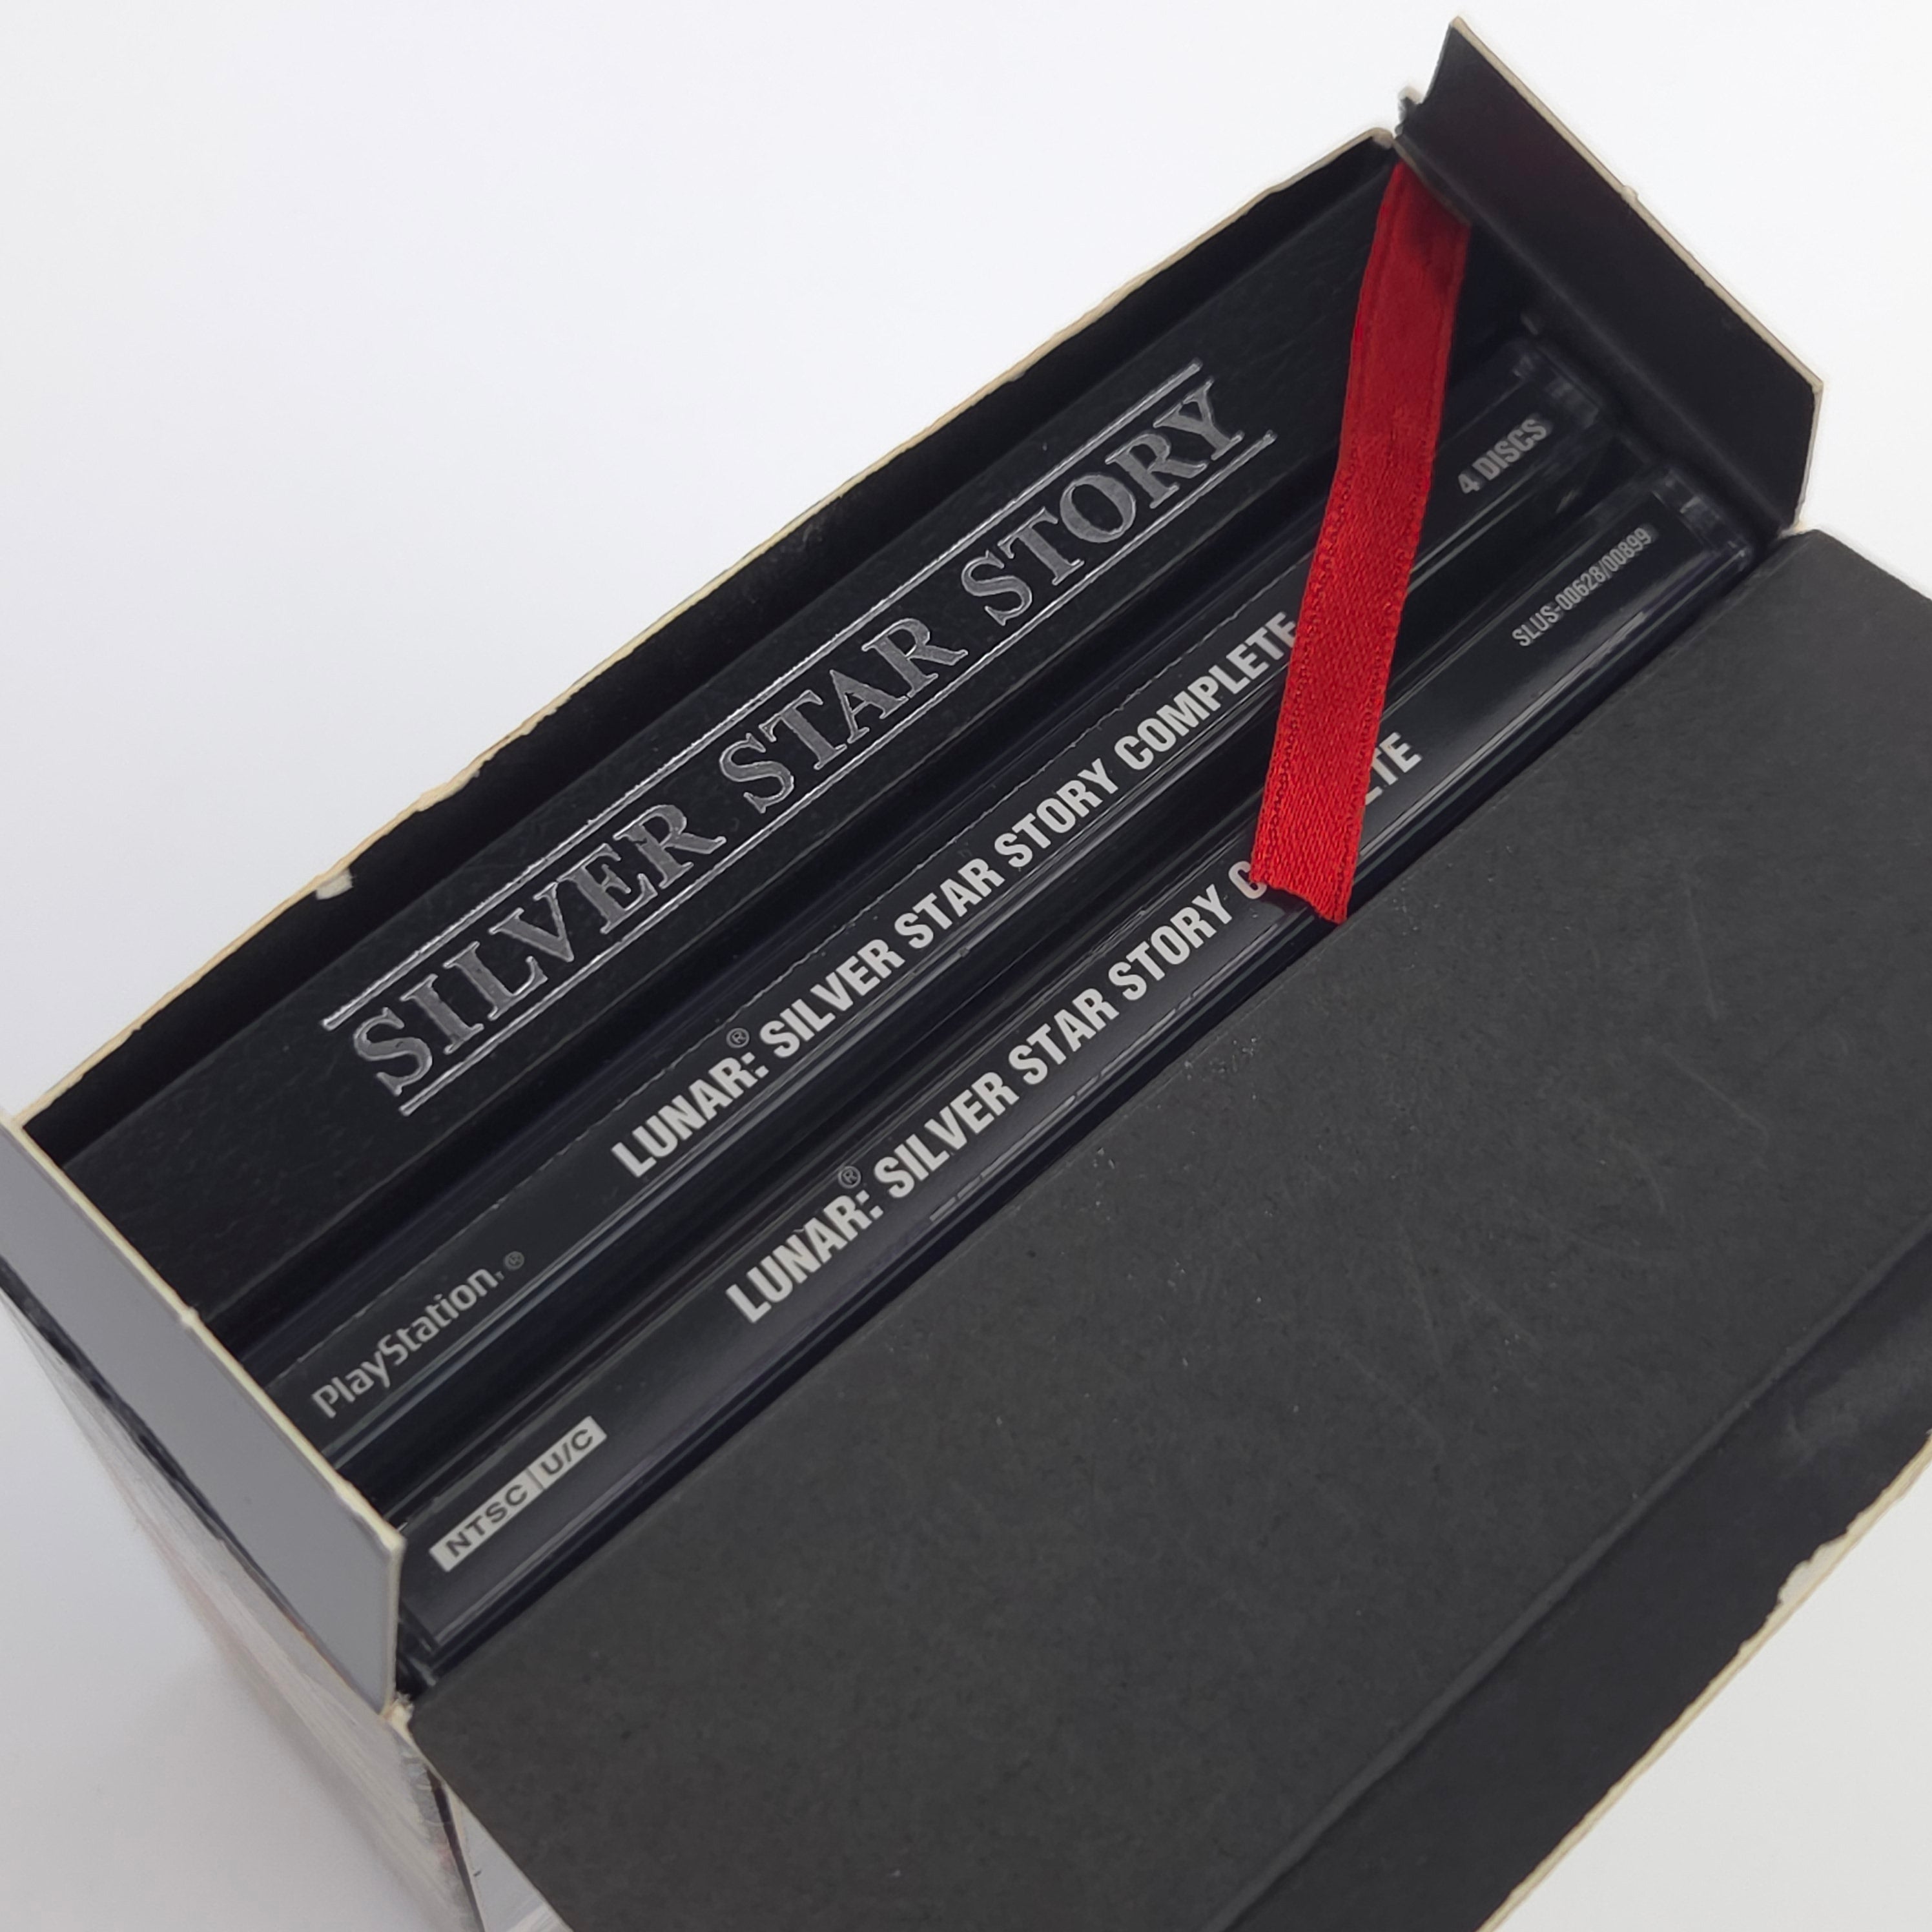 SILVER STAR STORY
PlayStation® LUNAR®: SILVER STAR STORY COMPLETE 4 DISCS
NTSC U/C LUNAR®: SILVER STAR STORY C ETE SLUS-00628/00899